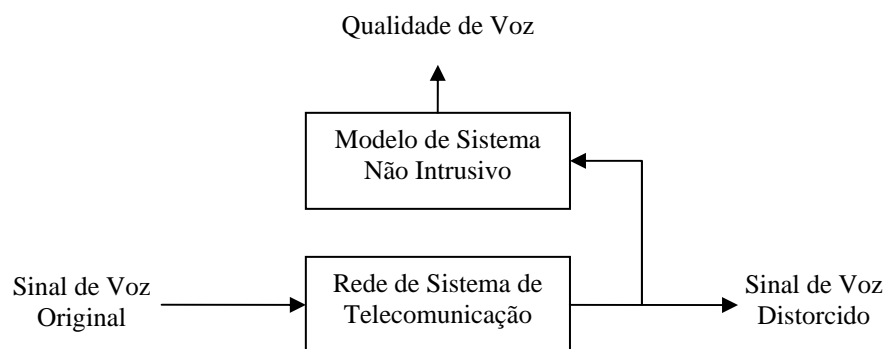 Qualidade de Voz
Modelo de Sistema
Não Intrusivo
Sinal de Voz
Original
Rede de Sistema de
Telecomunicação
Sinal de Voz
Distorcido